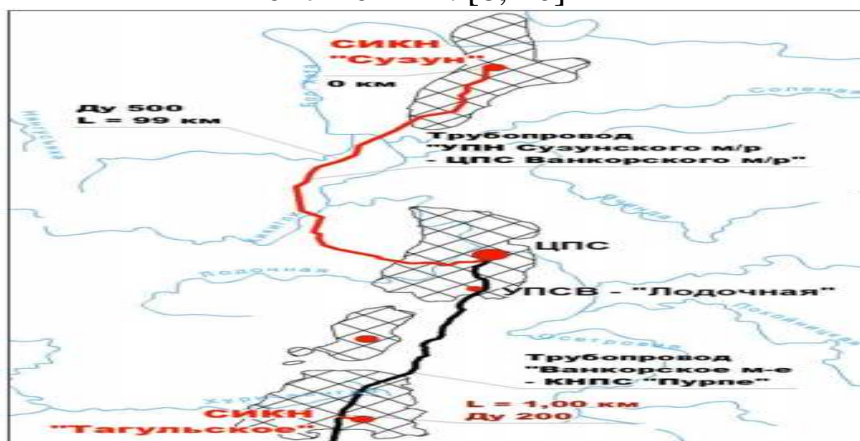 СИКН
"Сузун"
0 км
Соленая
Ду 500
L = 99 км
Трубопровод
"УПН Сузунского м/р
- ЦПС Ванкорского м/р"
ЦПС
Лодочная
УПСВ - "Лодочная"
Трубопровод
"Ванкорское м-е
- КНПС "Пурпе"
СИКН
"Тагульское"
L = 1,00 км
Ду 200